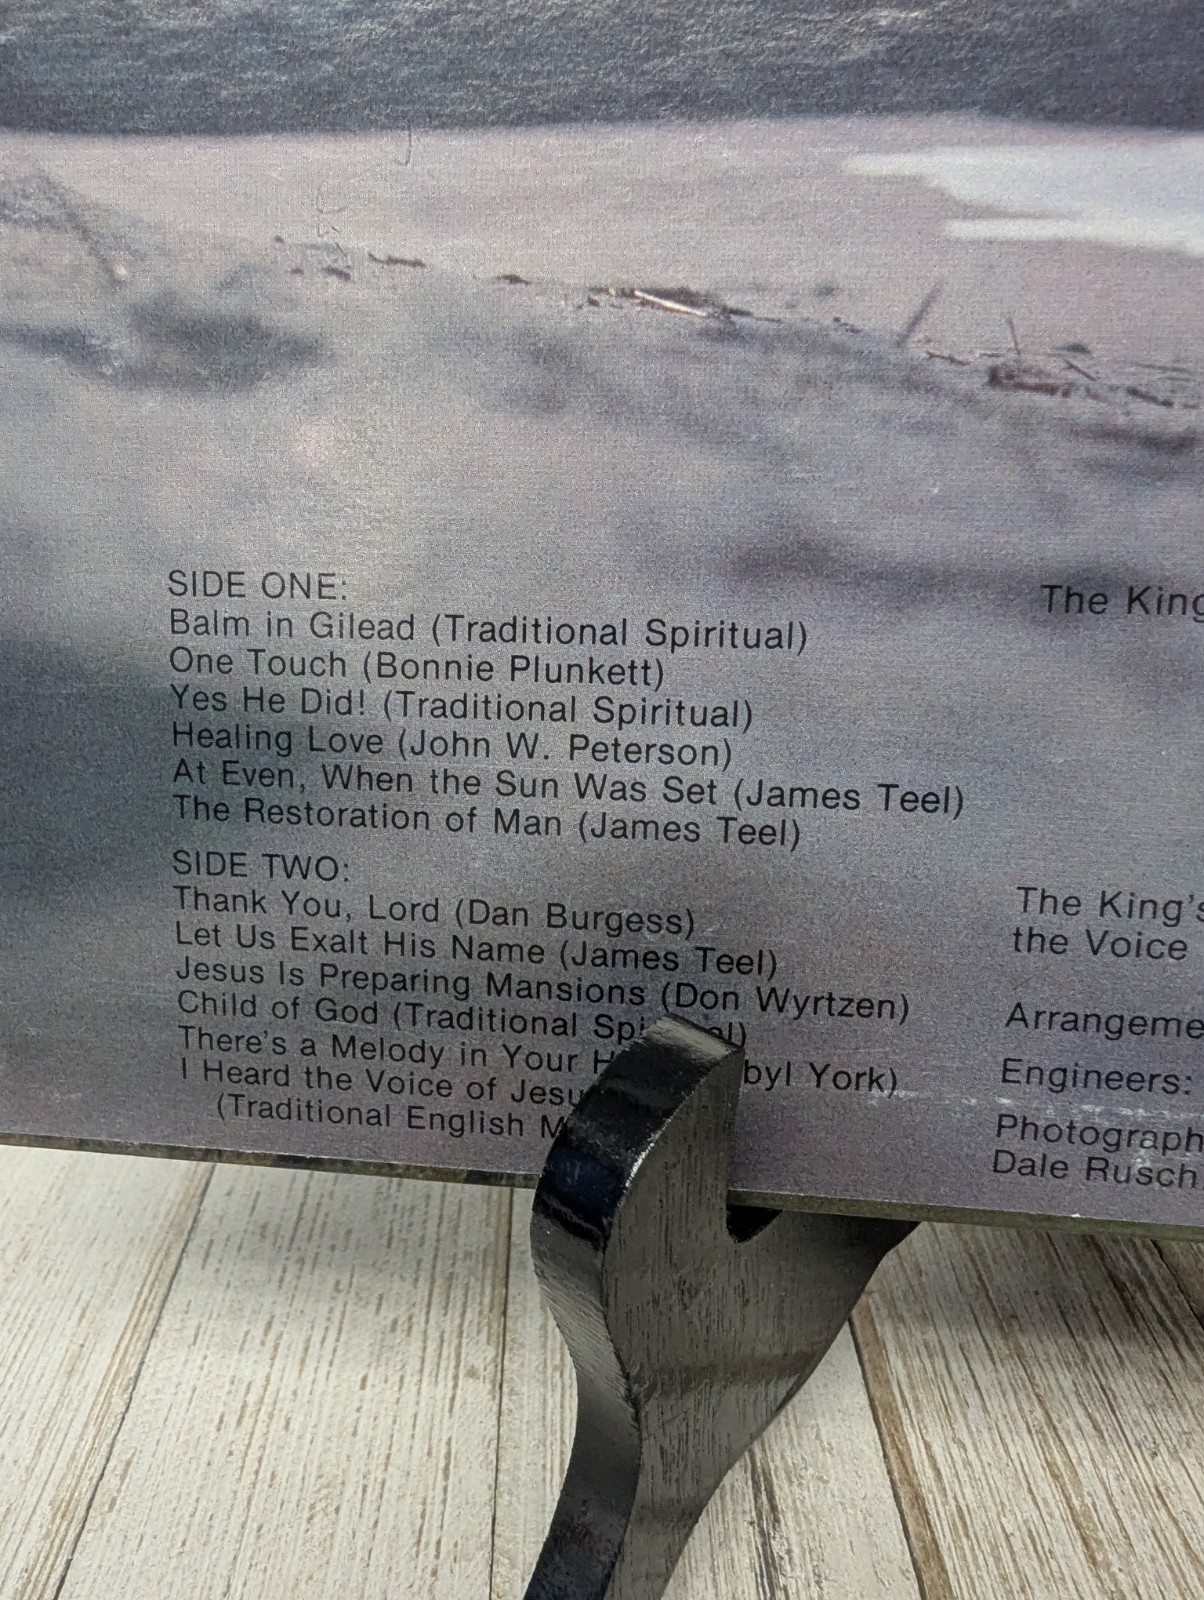 SIDE ONE:
Balm in Gilead (Traditional Spiritual)
One Touch (Bonnie Plunkett)
Yes He Did! (Traditional Spiritual)
Healing Love (John W. Peterson)
At Even, When the Sun Was Set (James Teel)
The Restoration of Man (James Teel)
SIDE TWO:
Thank You, Lord (Dan Burgess)
Let Us Exalt His Name (James Teel)
Jesus Is Preparing Mansions (Don Wyrtzen)
Child of God (Traditional
There's a Melody in Your York)
I Heard the Voice of
(Traditional English
The
The
the Voice
Engineers:
Dale Rusch